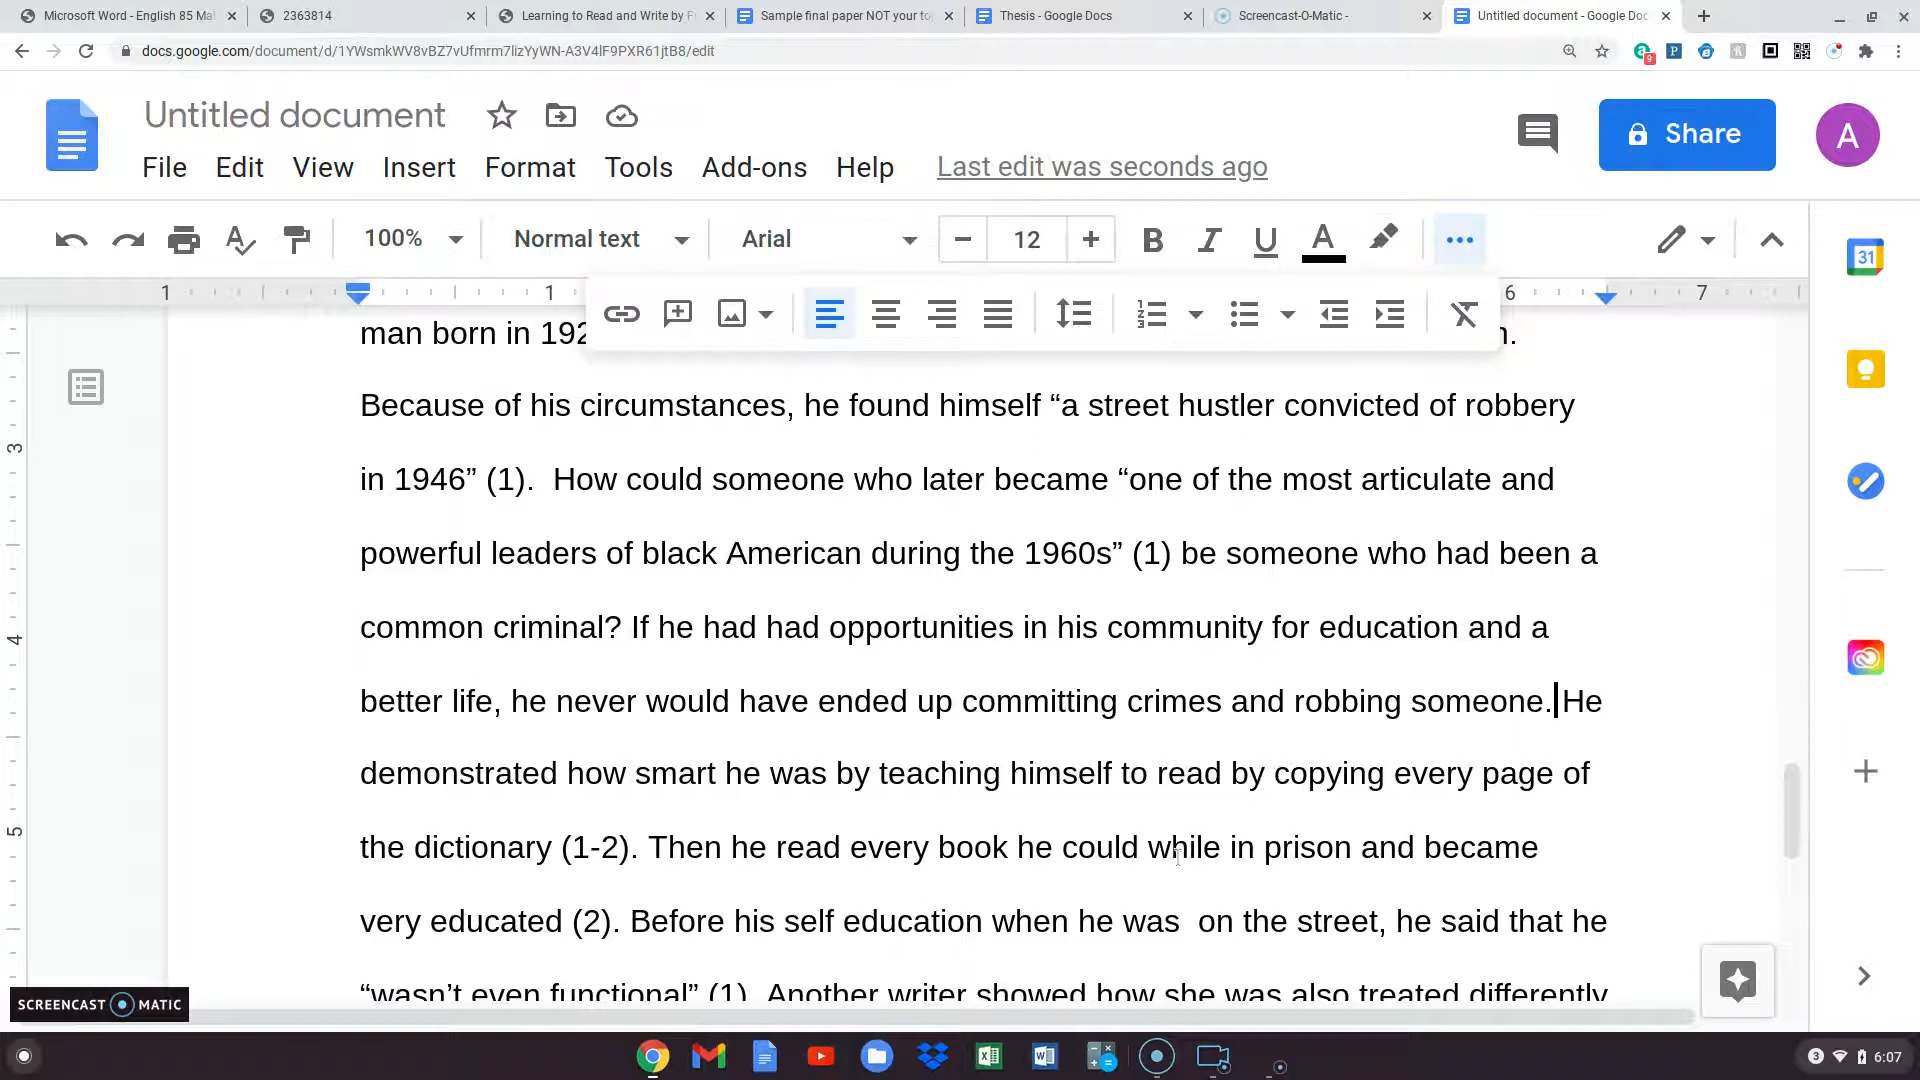 Microsoft Word - English 85 Ma
2363814
Learning to Read and Write by F
Sample final paper NOT your to
Thesis - Google Docs
Screencast-O-Matic -
Untitled document - Google Doc
docs.google.com/document/d/1YWsmkWV8vBZ7vUfmrm7lizYyWN-A3V4lF9PXR61jtB8/edit
9
P
Untitled document
Share
A
File Edit View Insert Format Tools Add-ons Help Last edit was seconds ago
100% Normal text Arial 12 B I U A
31
1 1 6 7
man born in 192 n.
Because of his circumstances, he found himself “a street hustler convicted of robbery
3
in 1946” (1).  How could someone who later became “one of the most articulate and
powerful leaders of black American during the 1960s” (1) be someone who had been a
common criminal? If he had had opportunities in his community for education and a
4
better life, he never would have ended up committing crimes and robbing someone. He
demonstrated how smart he was by teaching himself to read by copying every page of
5
the dictionary (1-2). Then he read every book he could while in prison and became
very educated (2). Before his self education when he was  on the street, he said that he
“wasn’t even functional” (1). Another writer showed how she was also treated differently
SCREENCAST MATIC
3 6:07